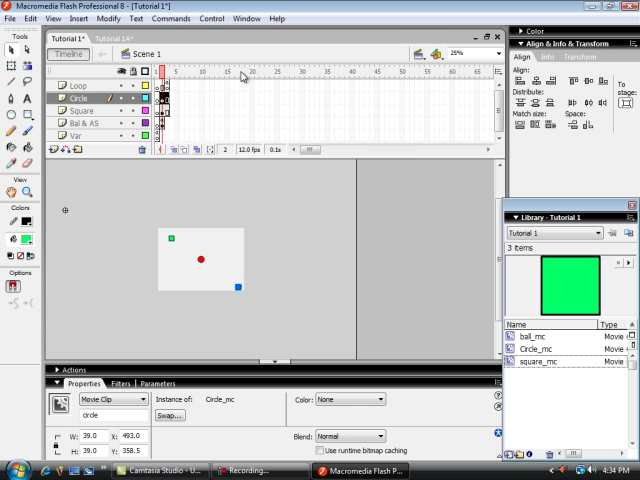 Macromedia Flash Professional 8 - [Tutorial 1*]
File Edit View Insert Modify Text Commands Control Window Help
Tools
View
Colors
Options
Tutorial 1* Tutorial 1A*
Timeline Scene 1 25%
1 5 10 15 20 25 30 35 40 45 50 55 60 65
Loop
Circle
Square
Bal & AS
Var
2 12.0 fps 0.1s
Color
Align & Info & Transform
Align Info Transform
Align:
Distribute:
Match size: Space:
To stage:
Library - Tutorial 1
Tutorial 1
3 items
Name Type
ball_mc Movie
Circle_mc Movie
square_mc Movie
Actions
Properties Filters Parameters
Movie Clip Instance of: Circle_mc Color: None
circle Swap...
W: 39.0 X: 493.0 Blend: Normal
H: 39.0 Y: 358.5 Use runtime bitmap caching
Camtasia Studio - U... Recording... Macromedia Flash P... 4:34 PM